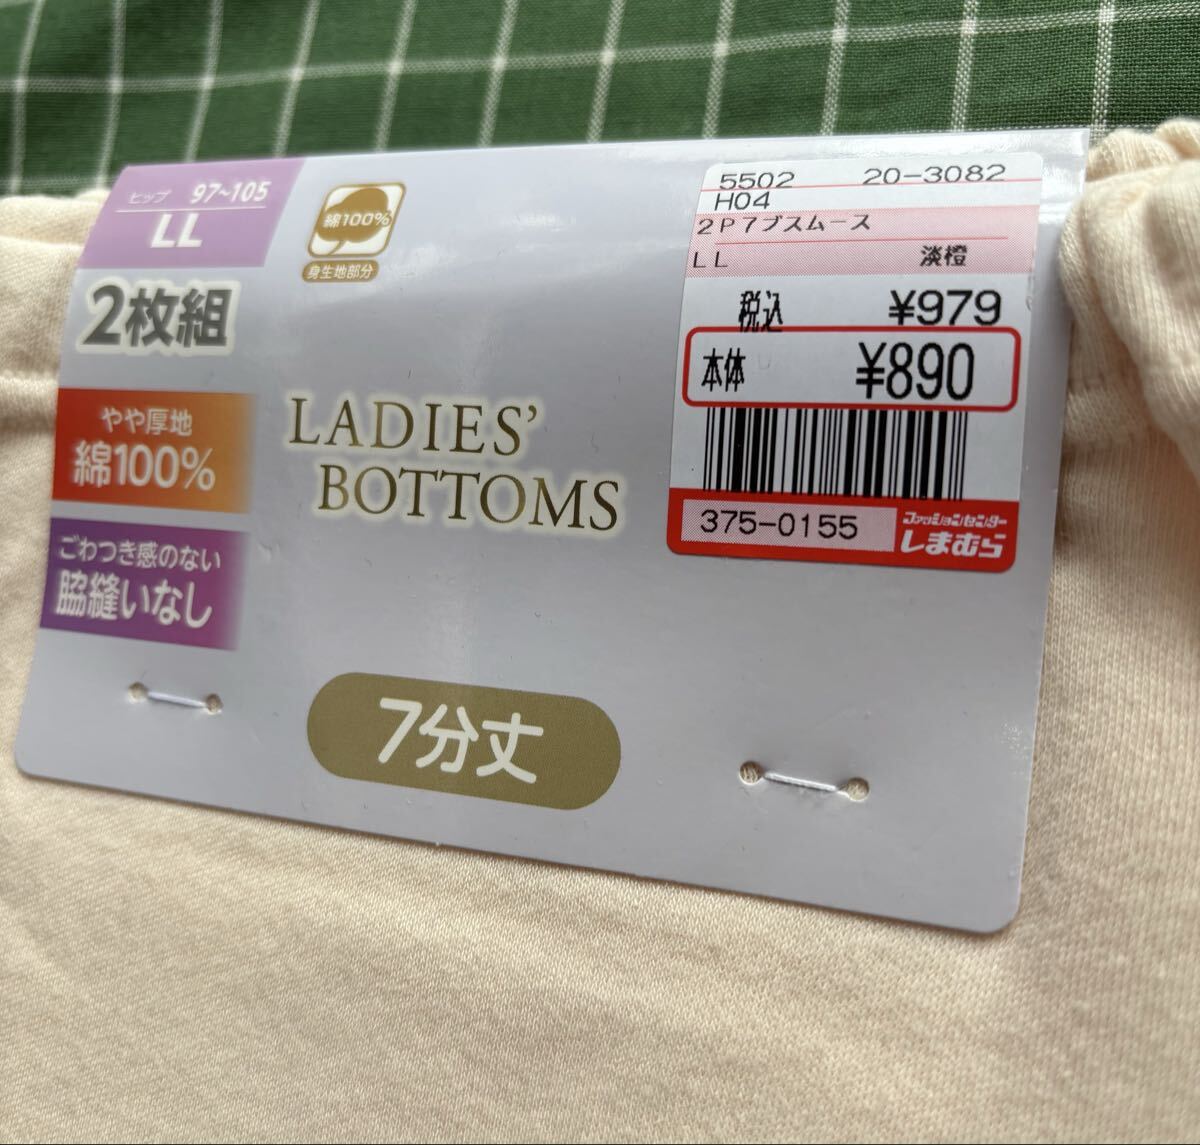 ヒップ 97~105
LL
2枚組
やや厚地
綿100%
ごわつき感のない
脇縫いなし
綿100%
身生地部分
LADIES'
BOTTOMS
7分丈
5502 20-3082
H04
2P7ブスムース
LL 淡橙
税込 ¥979
本体 ¥890
375-0155
ファッションセンター
しまむら